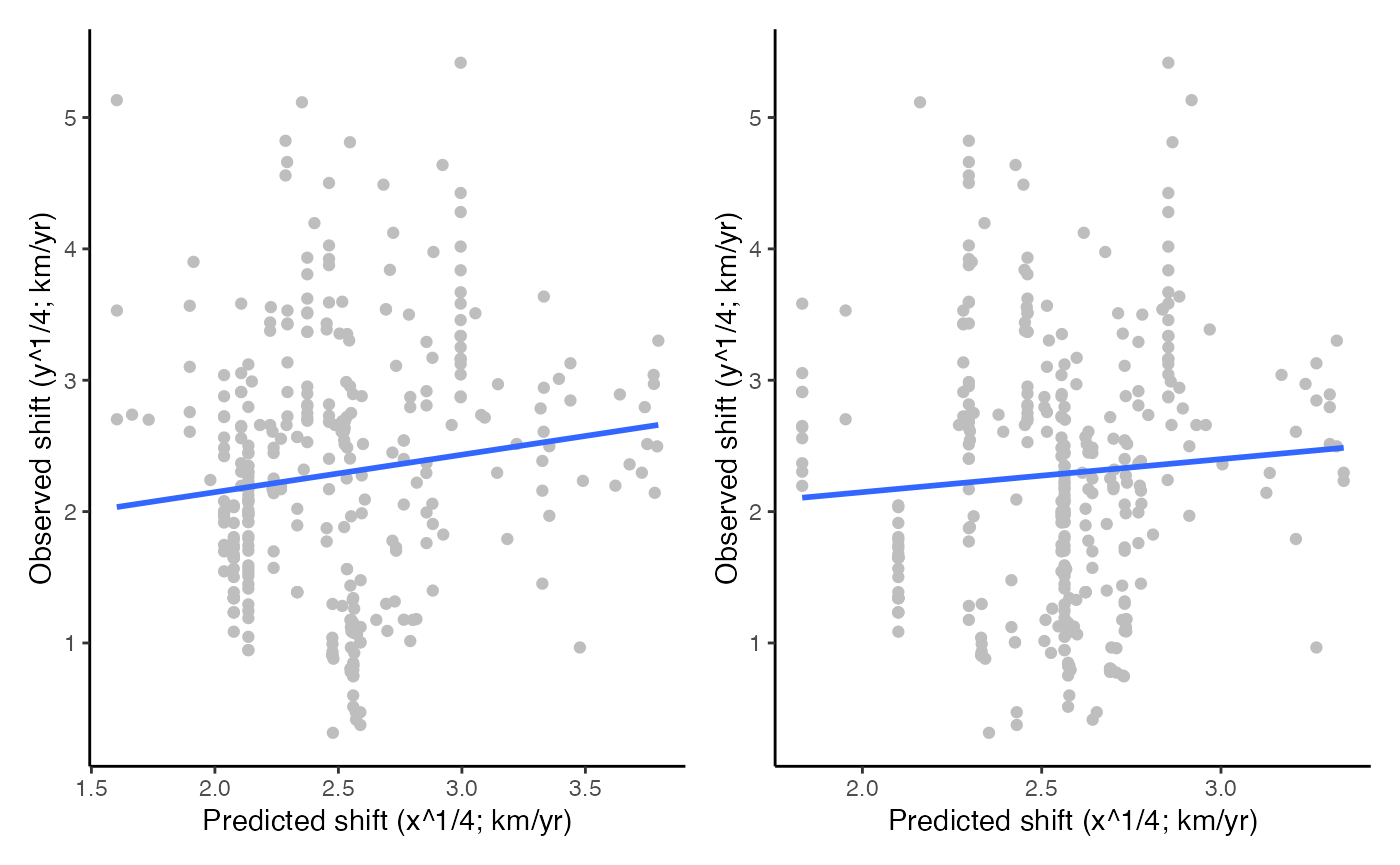 Observed shift (y^1/4; km/yr)
5
4
3
2
1
1.5 2.0 2.5 3.0 3.5
Predicted shift (x^1/4; km/yr)
Observed shift (y^1/4; km/yr)
5
4
3
2
1
2.0 2.5 3.0
Predicted shift (x^1/4; km/yr)